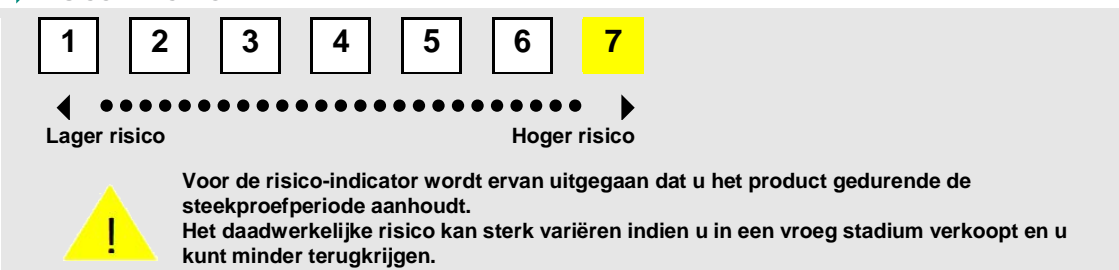 1 2 3 4 5 6 7
Lager risico Hoger risico
Voor de risico-indicator wordt ervan uitgegaan dat u het product gedurende de
steekproefperiode aanhoudt.
! Het daadwerkelijke risico kan sterk variëren indien u in een vroeg stadium verkoopt en u
kunt minder terugkrijgen.